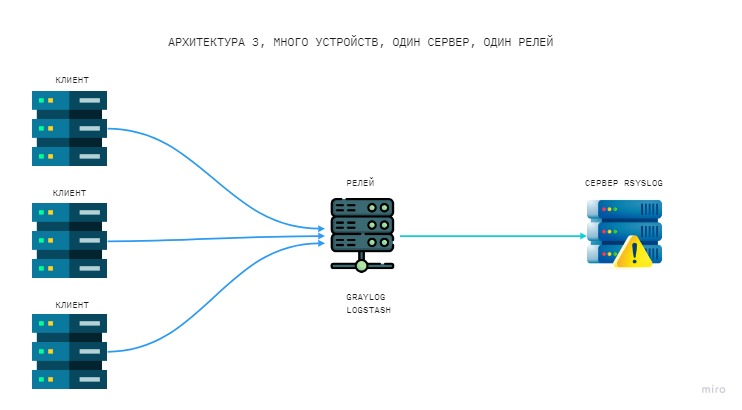 АРХИТЕКТУРА 3, МНОГО УСТРОЙСТВ, ОДИН СЕРВЕР, ОДИН РЕЛЕЙ
КЛИЕНТ
КЛИЕНТ
РЕЛЕЙ
СЕРВЕР RSYSLOG
GRAYLOG
LOGSTASH
КЛИЕНТ
miro